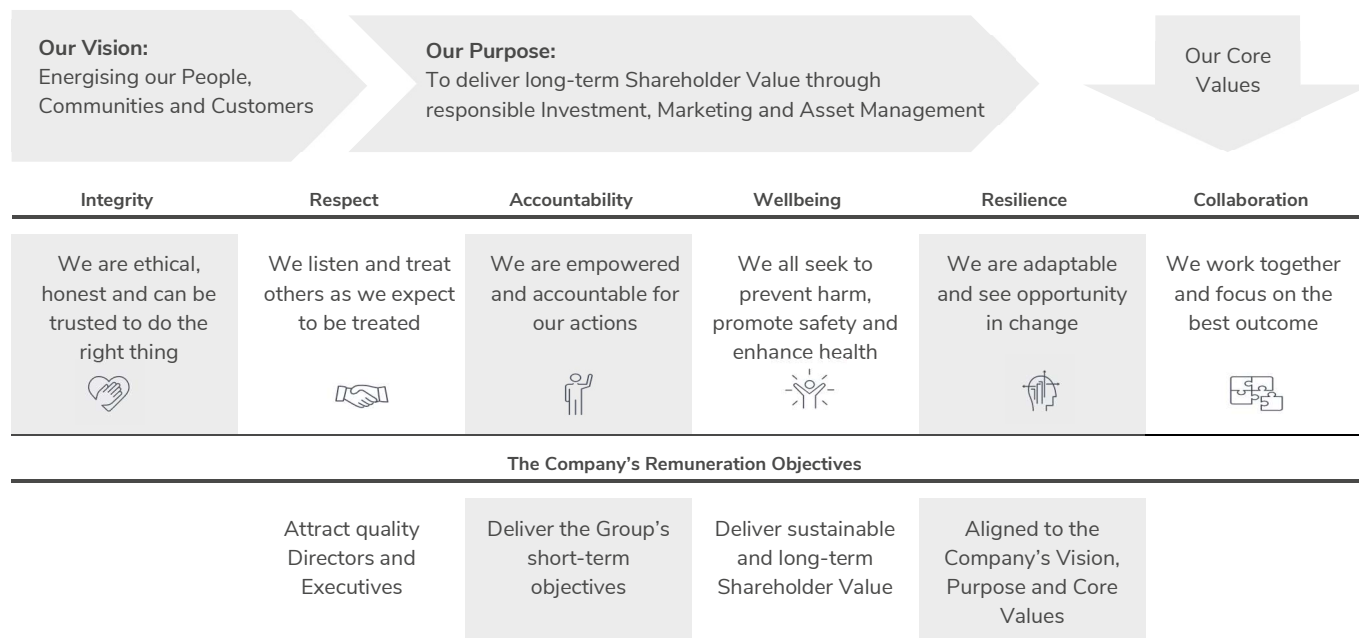 Our Vision:
Energising our People,
Communities and Customers
Our Purpose:
To deliver long-term Shareholder Value through
responsible Investment, Marketing and Asset Management
Our Core
Values
Integrity
Respect
Accountability
Wellbeing
Resilience
Collaboration
We are ethical,
honest and can be
trusted to do the
right thing
We listen and treat
others as we expect
to be treated
We are empowered
and accountable for
our actions
We all seek to
prevent harm,
promote safety and
enhance health
We are adaptable
and see opportunity
in change
We work together
and focus on the
best outcome
The Company’s Remuneration Objectives
Attract quality
Directors and
Executives
Deliver the Group’s
short-term
objectives
Deliver sustainable
and long-term
Shareholder Value
Aligned to the
Company’s Vision,
Purpose and Core
Values